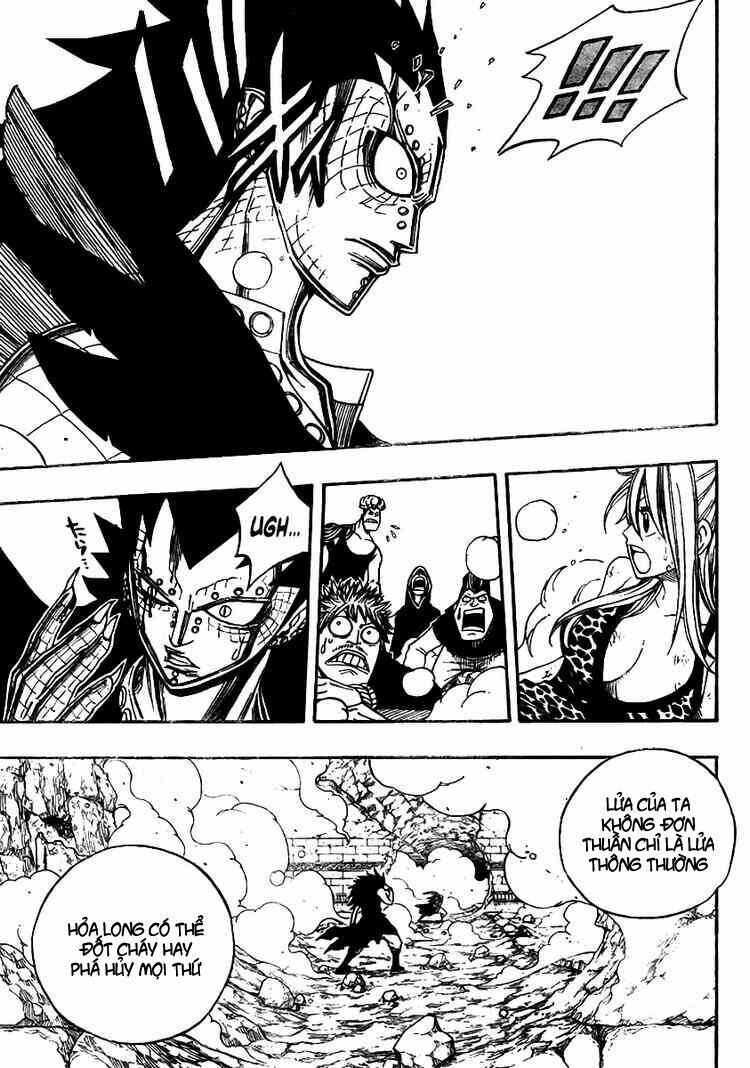 !!!
UGH...
LỬA CỦA TA
KHÔNG ĐƠN
THUẦN CHỈ LÀ LỬA
THÔNG THƯỜNG
HỎA LONG CÓ THỂ
ĐỐT CHÁY HAY
PHÁ HỦY MỌI THỨ